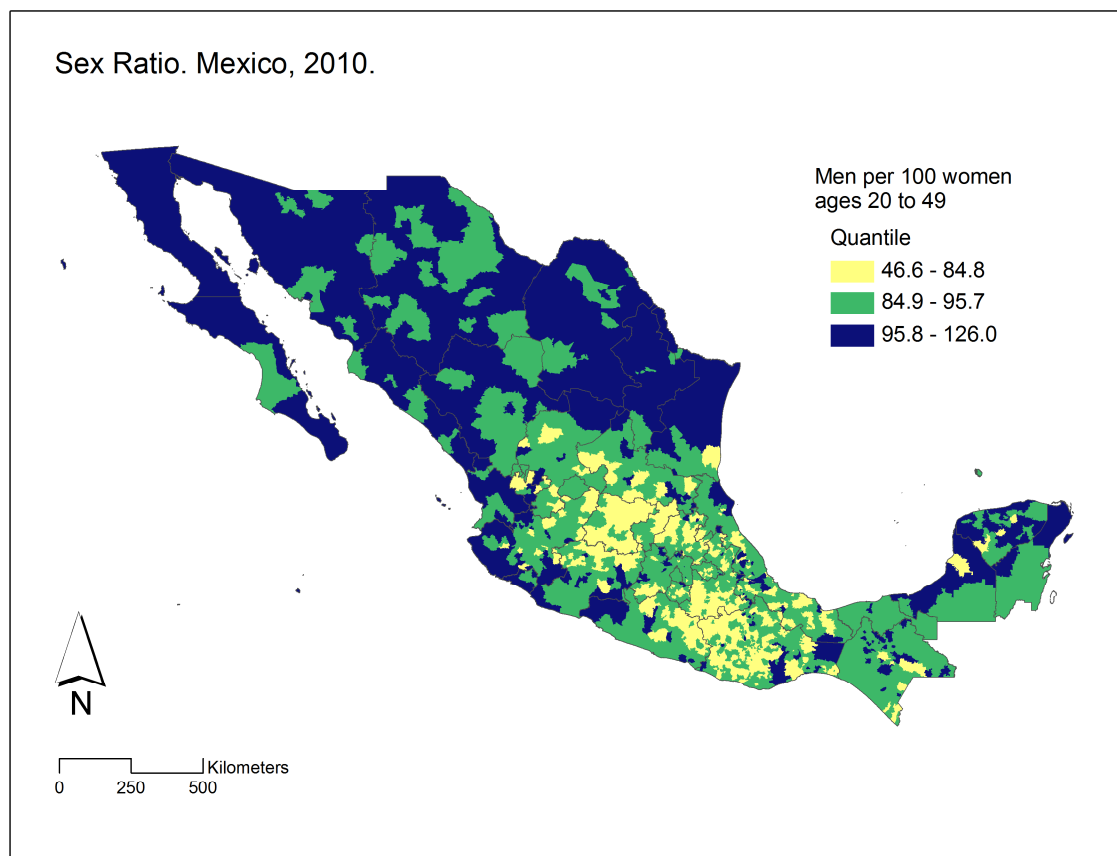 Sex Ratio. Mexico, 2010.
Men per 100 women
ages 20 to 49
Quantile
46.6 - 84.8
84.9 - 95.7
95.8 - 126.0
N
Kilometers
0 250 500